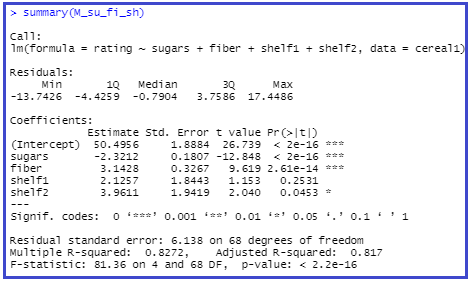 > summary(M_su_fi_sh)
Call:
lm(formula = rating ~ sugars + fiber + shelf1 + shelf2, data = cereal1)
Residuals:
Min 1Q Median 3Q Max
-13.7426 -4.4259 -0.7904 3.7586 17.4486
Coefficients:
Estimate Std. Error t value Pr(>|t|)
(Intercept) 50.4956 1.8884 26.739 < 2e-16 ***
sugars -2.3212 0.1807 -12.848 < 2e-16 ***
fiber 3.1428 0.3267 9.619 2.61e-14 ***
shelf1 2.1257 1.8443 1.153 0.2531
shelf2 3.9611 1.9419 2.040 0.0453 *
---
Signif. codes: 0 ‘***’ 0.001 ‘**’ 0.01 ‘*’ 0.05 ‘.’ 0.1 ‘ ’ 1
Residual standard error: 6.138 on 68 degrees of freedom
Multiple R-squared: 0.8272, Adjusted R-squared: 0.817
F-statistic: 81.36 on 4 and 68 DF, p-value: < 2.2e-16